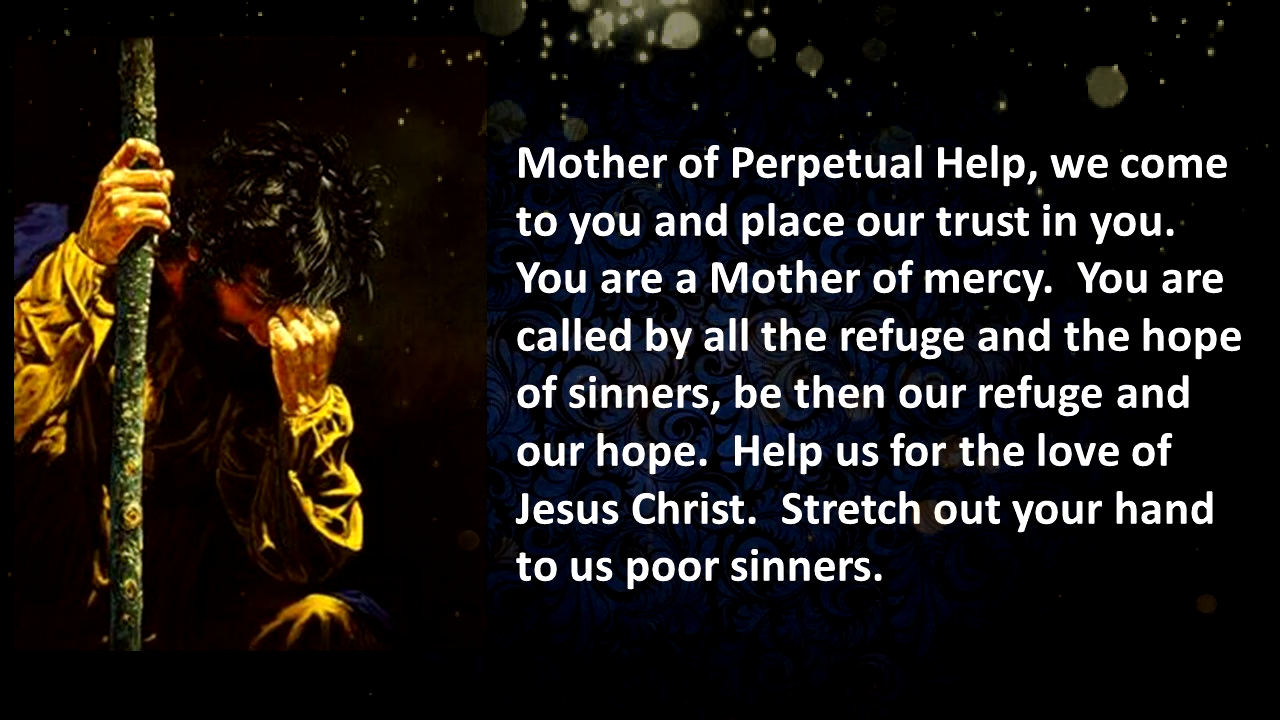 Mother of Perpetual Help, we come
to you and place our trust in you.
You are a Mother of mercy.  You are
called by all the refuge and the hope
of sinners, be then our refuge and
our hope.  Help us for the love of
Jesus Christ.  Stretch out your hand
to us poor sinners.